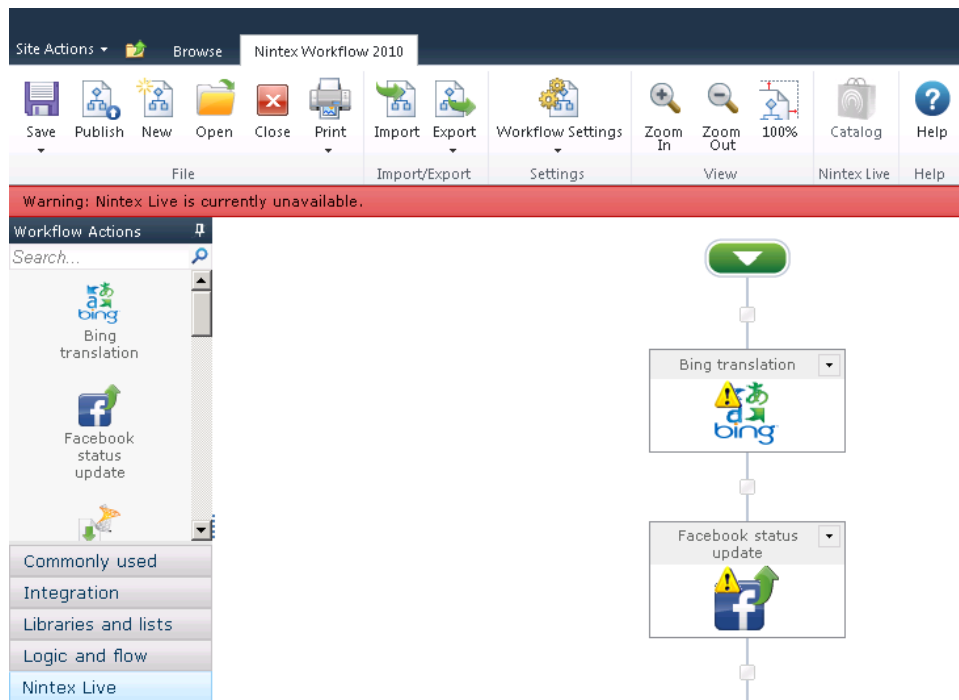 Site Actions Browse Nintex Workflow 2010
Save Publish New Open Close Print Import Export Workflow Settings Zoom In Zoom Out 100% Catalog Help
File Import/Export Settings View Nintex Live Help
Warning: Nintex Live is currently unavailable.
Workflow Actions
Search...
あ
a
bing
Bing
translation
f
Facebook
status
update
Commonly used
Integration
Libraries and lists
Logic and flow
Nintex Live
Bing translation
あ
a
bing
Facebook status
update
f